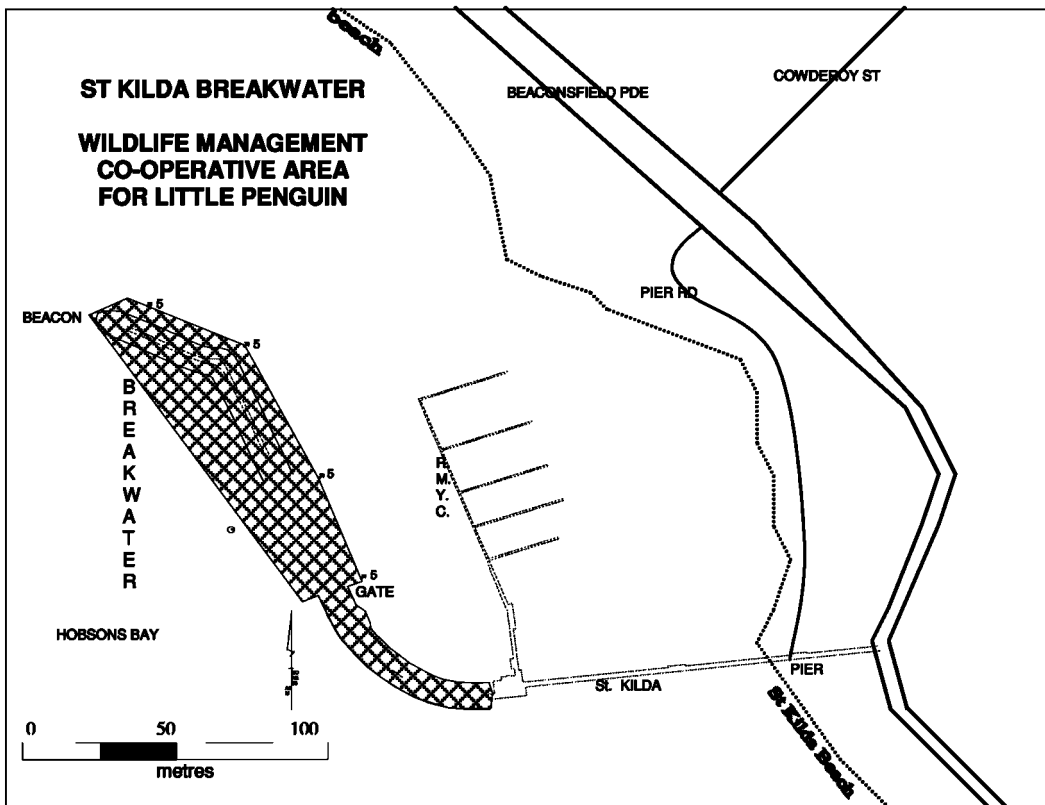 beach
ST KILDA BREAKWATER
WILDLIFE MANAGEMENT
CO-OPERATIVE AREA
FOR LITTLE PENGUIN
COWDEROY ST
BEACONSFIELD PDE
PIER RD
BEACON
5
5
5
5
BREAKWATER
R.
M.
Y.
C.
GATE
HOBSONS BAY
PIER
St. KILDA
St Kilda Beach
0 50 100
metres